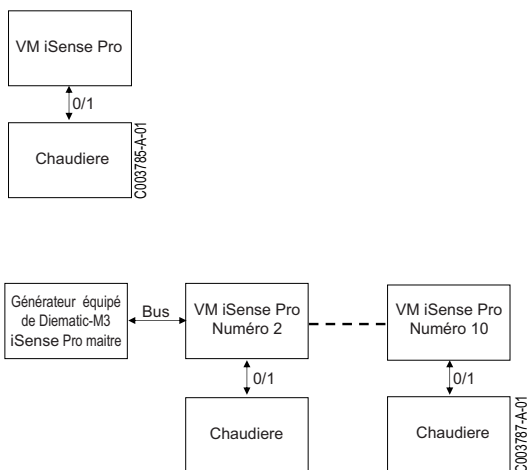 VM iSense Pro
0/1
Chaudiere
C003785-A-01
Générateur équipé
de Diematic-M3
iSense Pro maitre
Bus
VM iSense Pro
Numéro 2
VM iSense Pro
Numéro 10
0/1
0/1
Chaudiere
Chaudiere
C003787-A-01